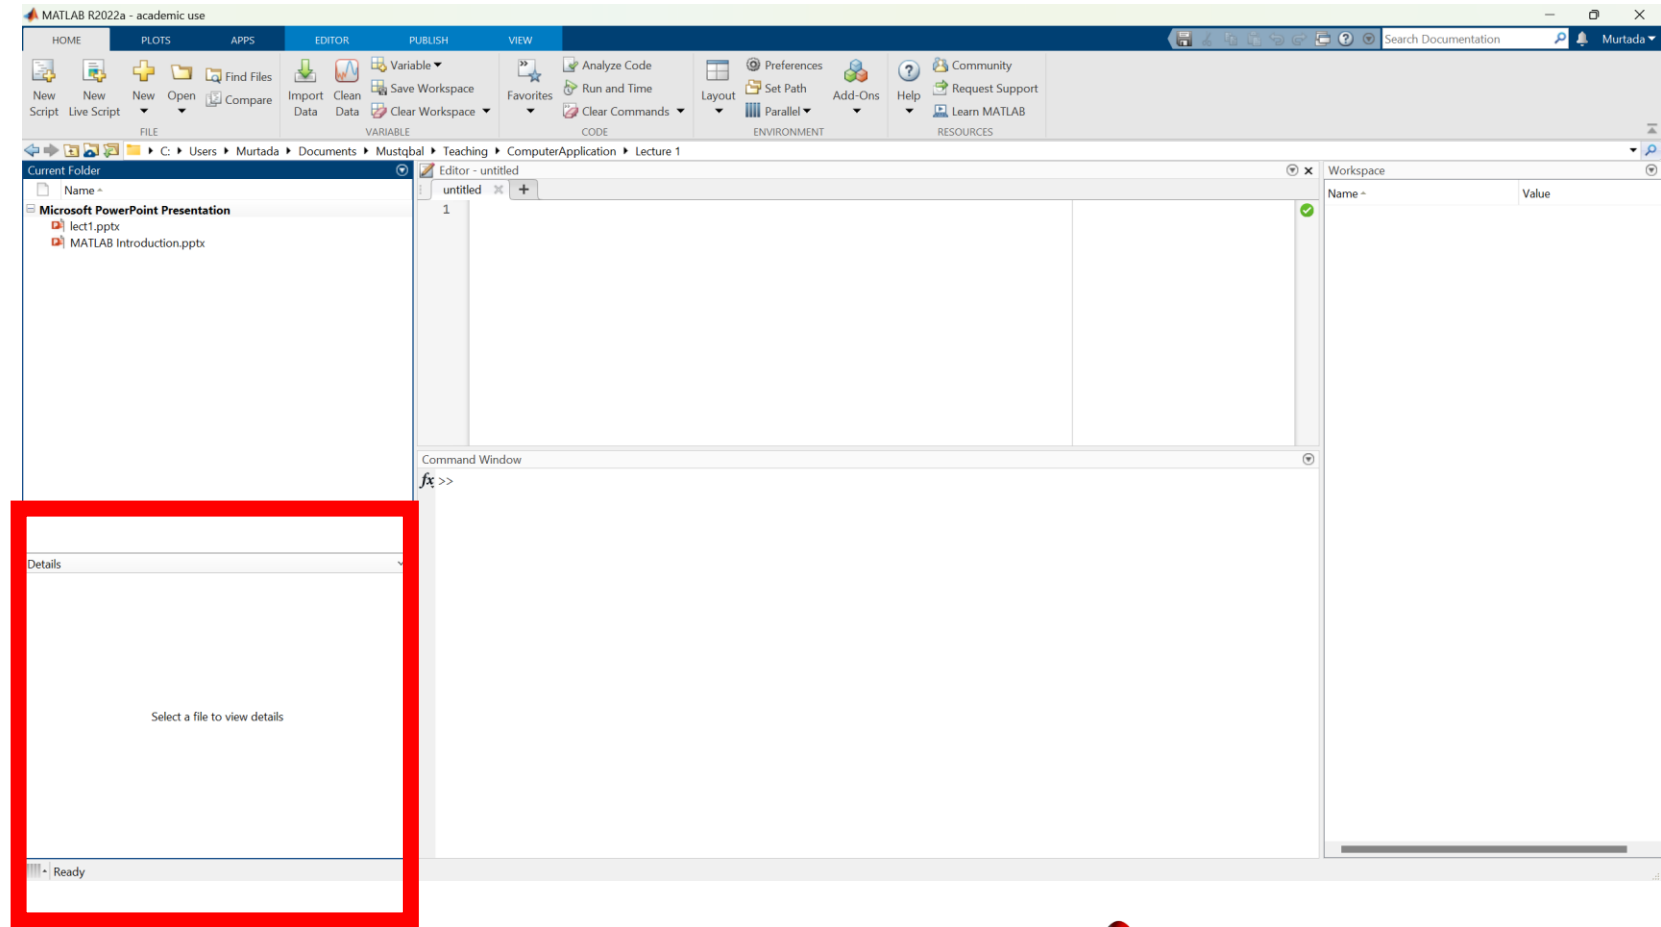 MATLAB R2022a - academic use
HOME PLOTS APPS EDITOR PUBLISH VIEW Search Documentation Murtada
New Script
New Live Script
New
Open
Find Files
Compare
FILE
Import Data
Clean Data
Variable
Save Workspace
Clear Workspace
VARIABLE
Favorites
Analyze Code
Run and Time
Clear Commands
CODE
Layout
Preferences
Set Path
Parallel
Add-Ons
ENVIRONMENT
Help
Community
Request Support
Learn MATLAB
RESOURCES
C: Users Murtada Documents Mustqbal Teaching ComputerApplication Lecture 1
Current Folder
Name
Microsoft PowerPoint Presentation
lect1.pptx
MATLAB Introduction.pptx
Details
Select a file to view details
Ready
Editor - untitled
untitled
1
Command Window
fx >>
Workspace
Name Value